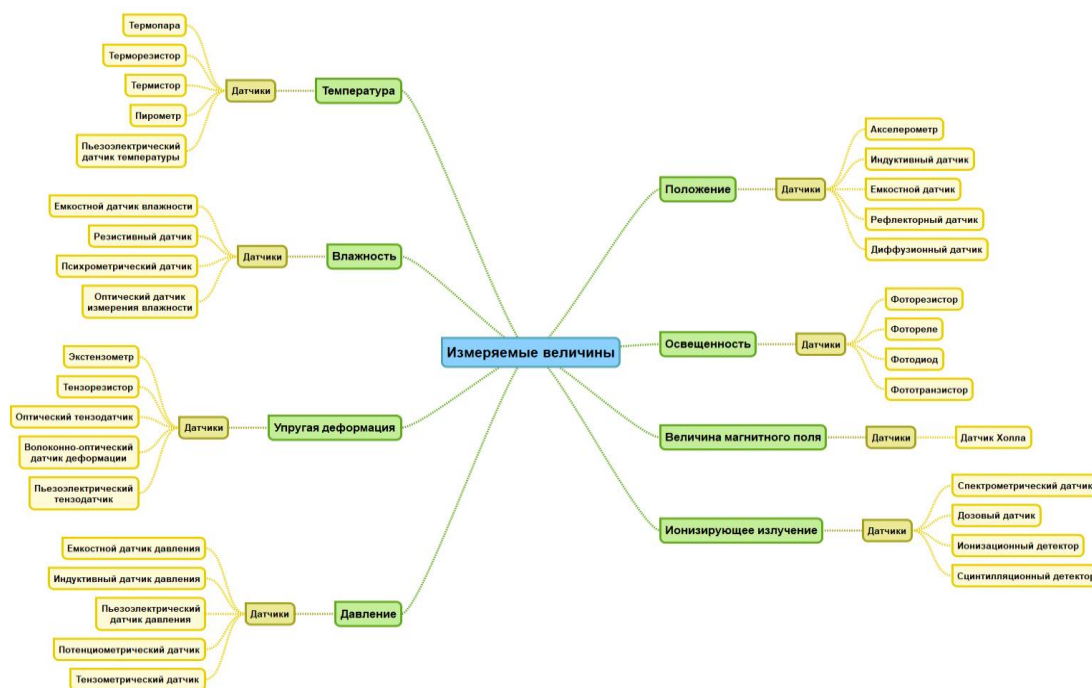 Измеряемые величины
Температура
Датчики
Термопара
Терморезистор
Термистор
Пирометр
Пьезоэлектрический
датчик температуры
Влажность
Датчики
Емкостной датчик влажности
Резистивный датчик
Психрометрический датчик
Оптический датчик
измерения влажности
Упругая деформация
Датчики
Экстензометр
Тензорезистор
Оптический тензодатчик
Волоконно-оптический
датчик деформации
Пьезоэлектрический
тензодатчик
Давление
Датчики
Емкостной датчик давления
Индуктивный датчик давления
Пьезоэлектрический
датчик давления
Потенциометрический датчик
Тензометрический датчик
Положение
Датчики
Акселерометр
Индуктивный датчик
Емкостной датчик
Рефлекторный датчик
Диффузионный датчик
Освещенность
Датчики
Фоторезистор
Фотореле
Фотодиод
Фототранзистор
Величина магнитного поля
Датчики
Датчик Холла
Ионизирующее излучение
Датчики
Спектрометрический датчик
Дозовый датчик
Ионизационный детектор
Сцинтилляционный детектор